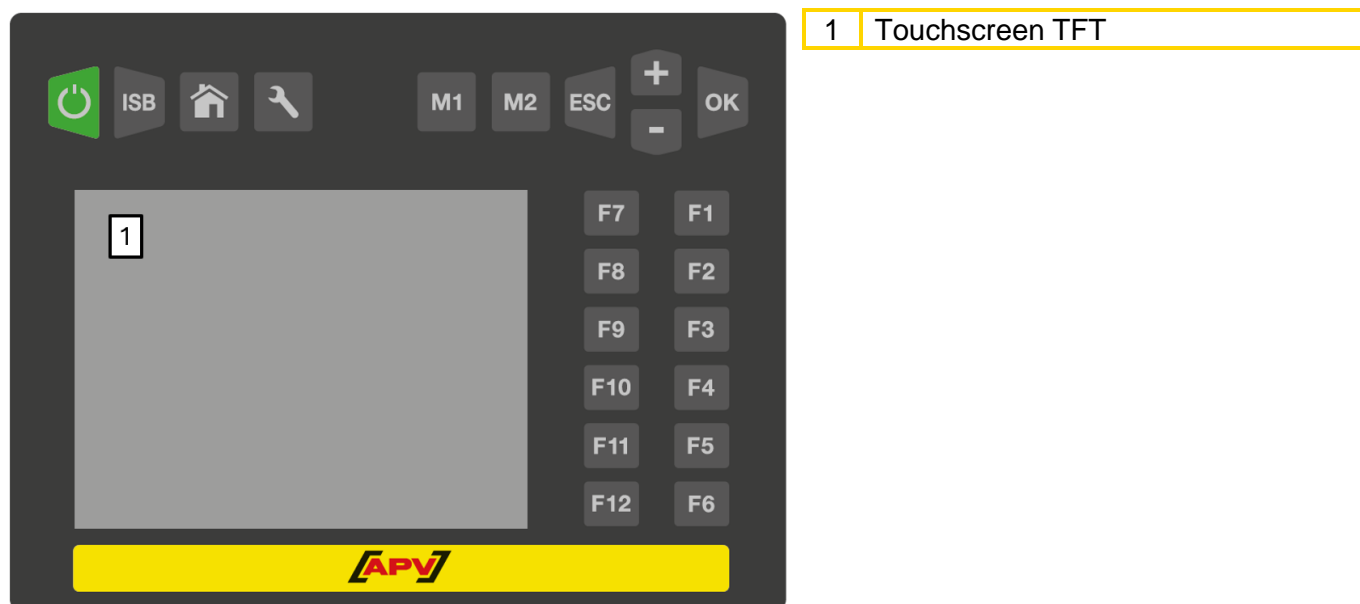 1 Touchscreen TFT
+
ISB M1 M2 ESC OK
-
F7 F1
1
F8 F2
F9 F3
F10 F4
F11 F5
F12 F6
APV